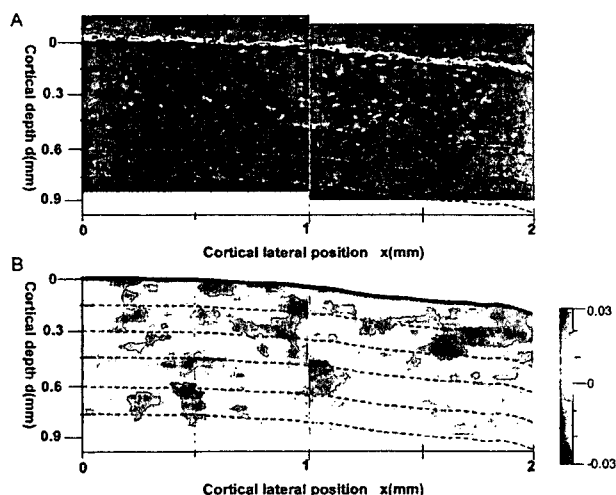 A
Cortical depth d(mm)
0
0.3
0.6
0.9
0
1
2
Cortical lateral position x(mm)
B
Cortical depth d(mm)
0
0.3
0.6
0.9
0
1
2
Cortical lateral position x(mm)
0.03
0
-0.03